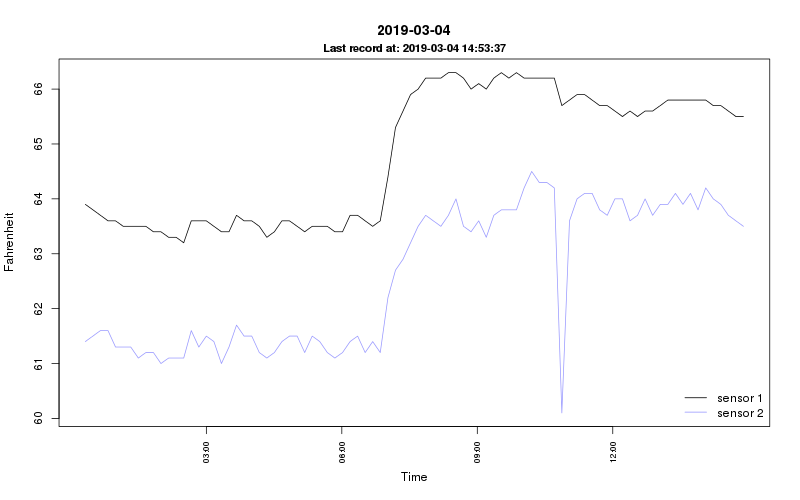 2019-03-04
Last record at: 2019-03-04 14:53:37
Fahrenheit
66
65
64
63
62
61
60
03:00
06:00
09:00
12:00
Time
sensor 1
sensor 2